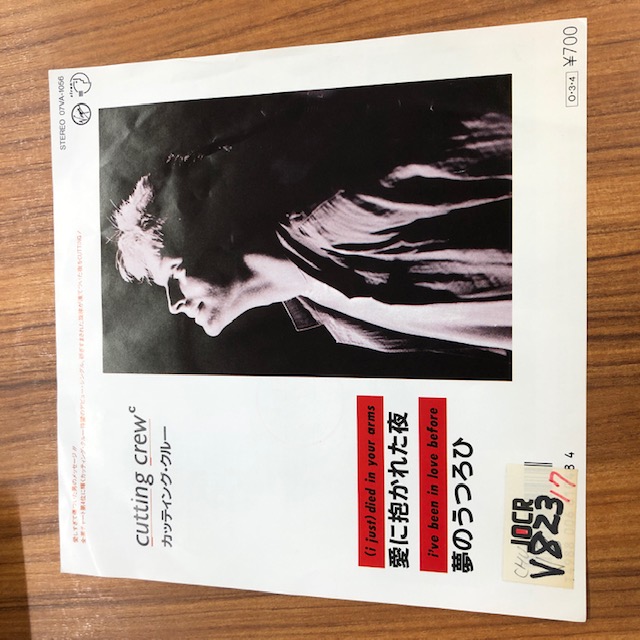 STEREO 07VA-1056
¥700
0・3・4
cutting crew c
カッティング・クルー
(i just) died in your arms
愛に抱かれた夜
i've been in love before
夢のうつろひ
JOCR
V823
17
84